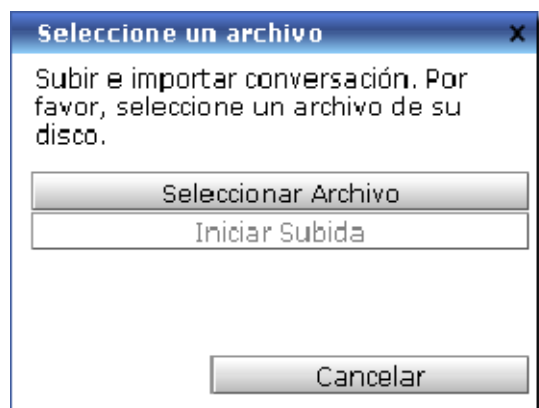 Seleccione un archivo x
Subir e importar conversación. Por
favor, seleccione un archivo de su
disco.
Seleccionar Archivo
Iniciar Subida
Cancelar